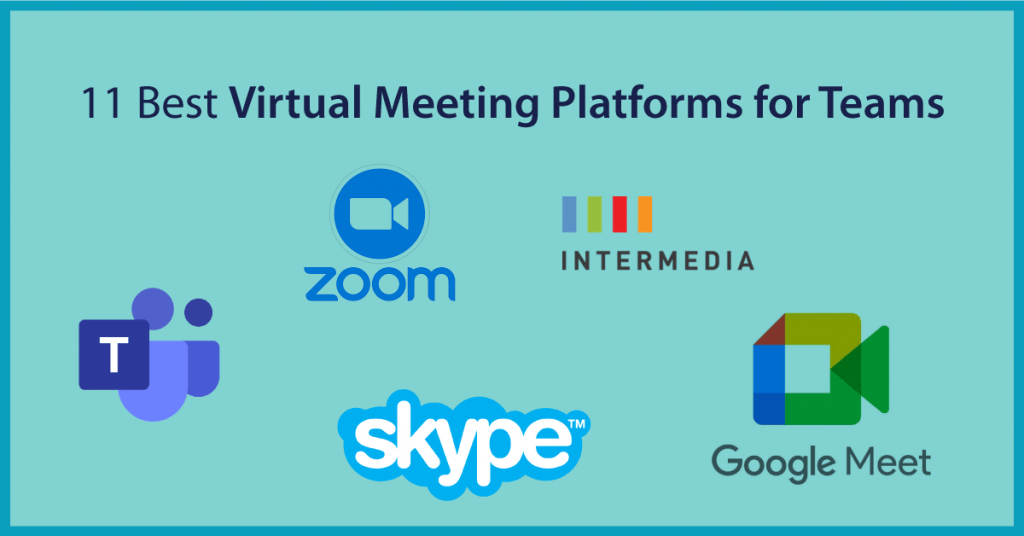 11 Best Virtual Meeting Platforms for Teams
zoom
INTERMEDIA
T
skype™
Google Meet